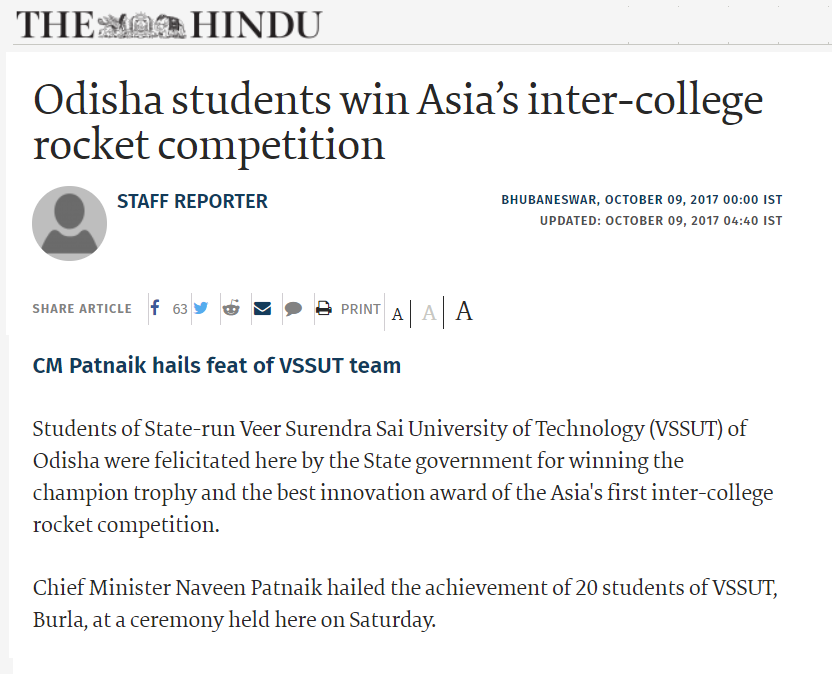 THE HINDU
Odisha students win Asia’s inter-college
rocket competition
STAFF REPORTER
BHUBANESWAR, OCTOBER 09, 2017 00:00 IST
UPDATED: OCTOBER 09, 2017 04:40 IST
SHARE ARTICLE f 63 PRINT A A A
CM Patnaik hails feat of VSSUT team
Students of State-run Veer Surendra Sai University of Technology (VSSUT) of
Odisha were felicitated here by the State government for winning the
champion trophy and the best innovation award of the Asia's first inter-college
rocket competition.
Chief Minister Naveen Patnaik hailed the achievement of 20 students of VSSUT,
Burla, at a ceremony held here on Saturday.